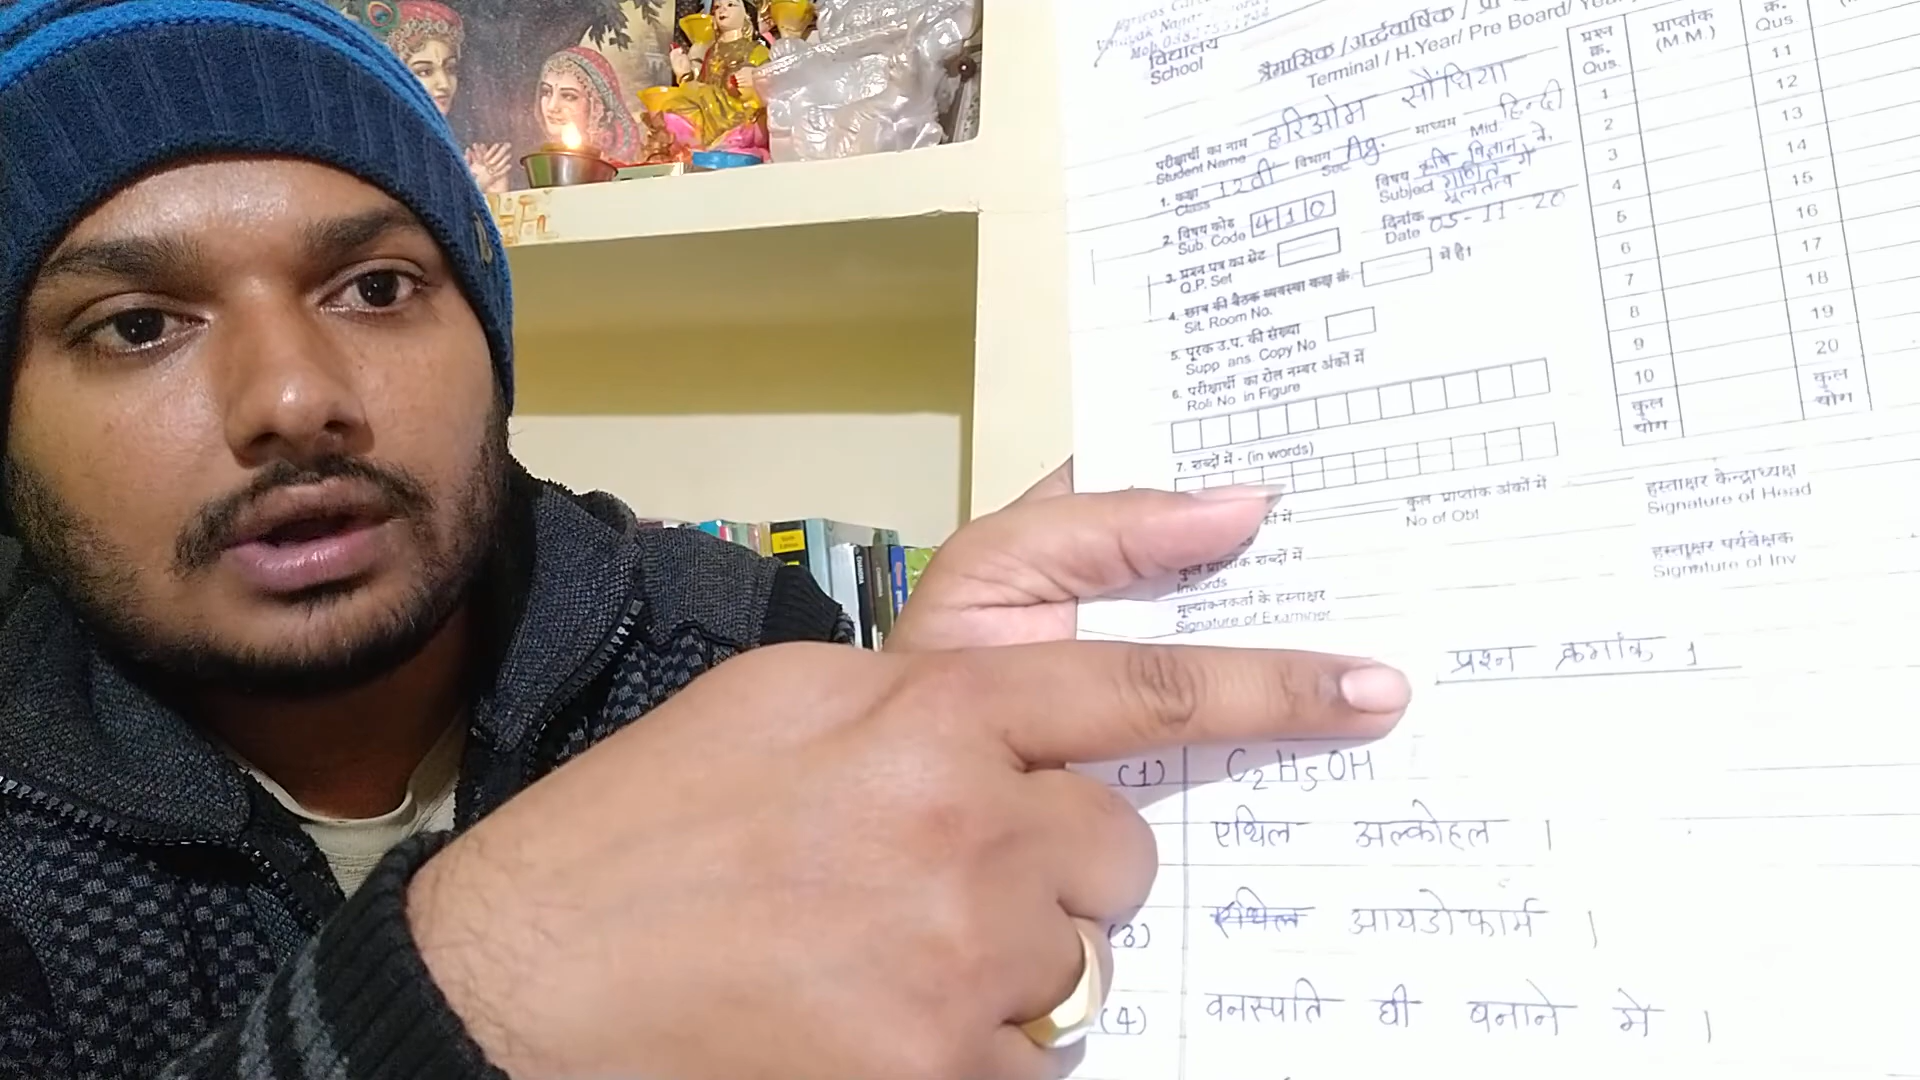 विद्यालय
School
त्रैमासिक/अर्द्धवार्षिक/
Terminal / H.Year/ Pre Board/
परीक्षार्थी का नाम हरिओम सौंधिया
Student Name
1. कक्षा 12वी विभाग Ag. माध्यम हिन्दी
Class Sec Mid.
विषय कृषि विज्ञान के,
Subject गणित में
मूलतत्व
2. विषय कोड 410
Sub. Code
दिनांक 05-11-20
Date
3. प्रश्न पत्र का सेट
Q.P. Set
4. छात्र की बैठक व्यवस्था कक्ष क्रं. में है।
Sit. Room No.
5. पूरक उ.प. की संख्या
Supp ans. Copy No
6. परीक्षार्थी का रोल नम्बर अंकों में
Roll No. in Figure
7. शब्दों में - (in words)
कुल प्राप्तांक अंकों में
No of Obt
कुल प्राप्तांक शब्दों में
Inwords
मूल्यांकनकर्ता के हस्ताक्षर
Signature of Examiner
हस्ताक्षर केन्द्राध्यक्ष
Signature of Head
हस्ताक्षर पर्यवेक्षक
Signature of Inv
प्रश्न क्र. Qus.
प्राप्तांक (M.M.)
क्र. Qus
1 11
2 12
3 13
4 14
5 15
6 16
7 17
8 18
9 19
10 20
कुल योग कुल योग
प्रश्न क्रमांक 1
(1) C2H5OH
एथिल अल्कोहल ।
(3) एथिल आयडोफार्म ।
(4) वनस्पति घी बनाने में ।